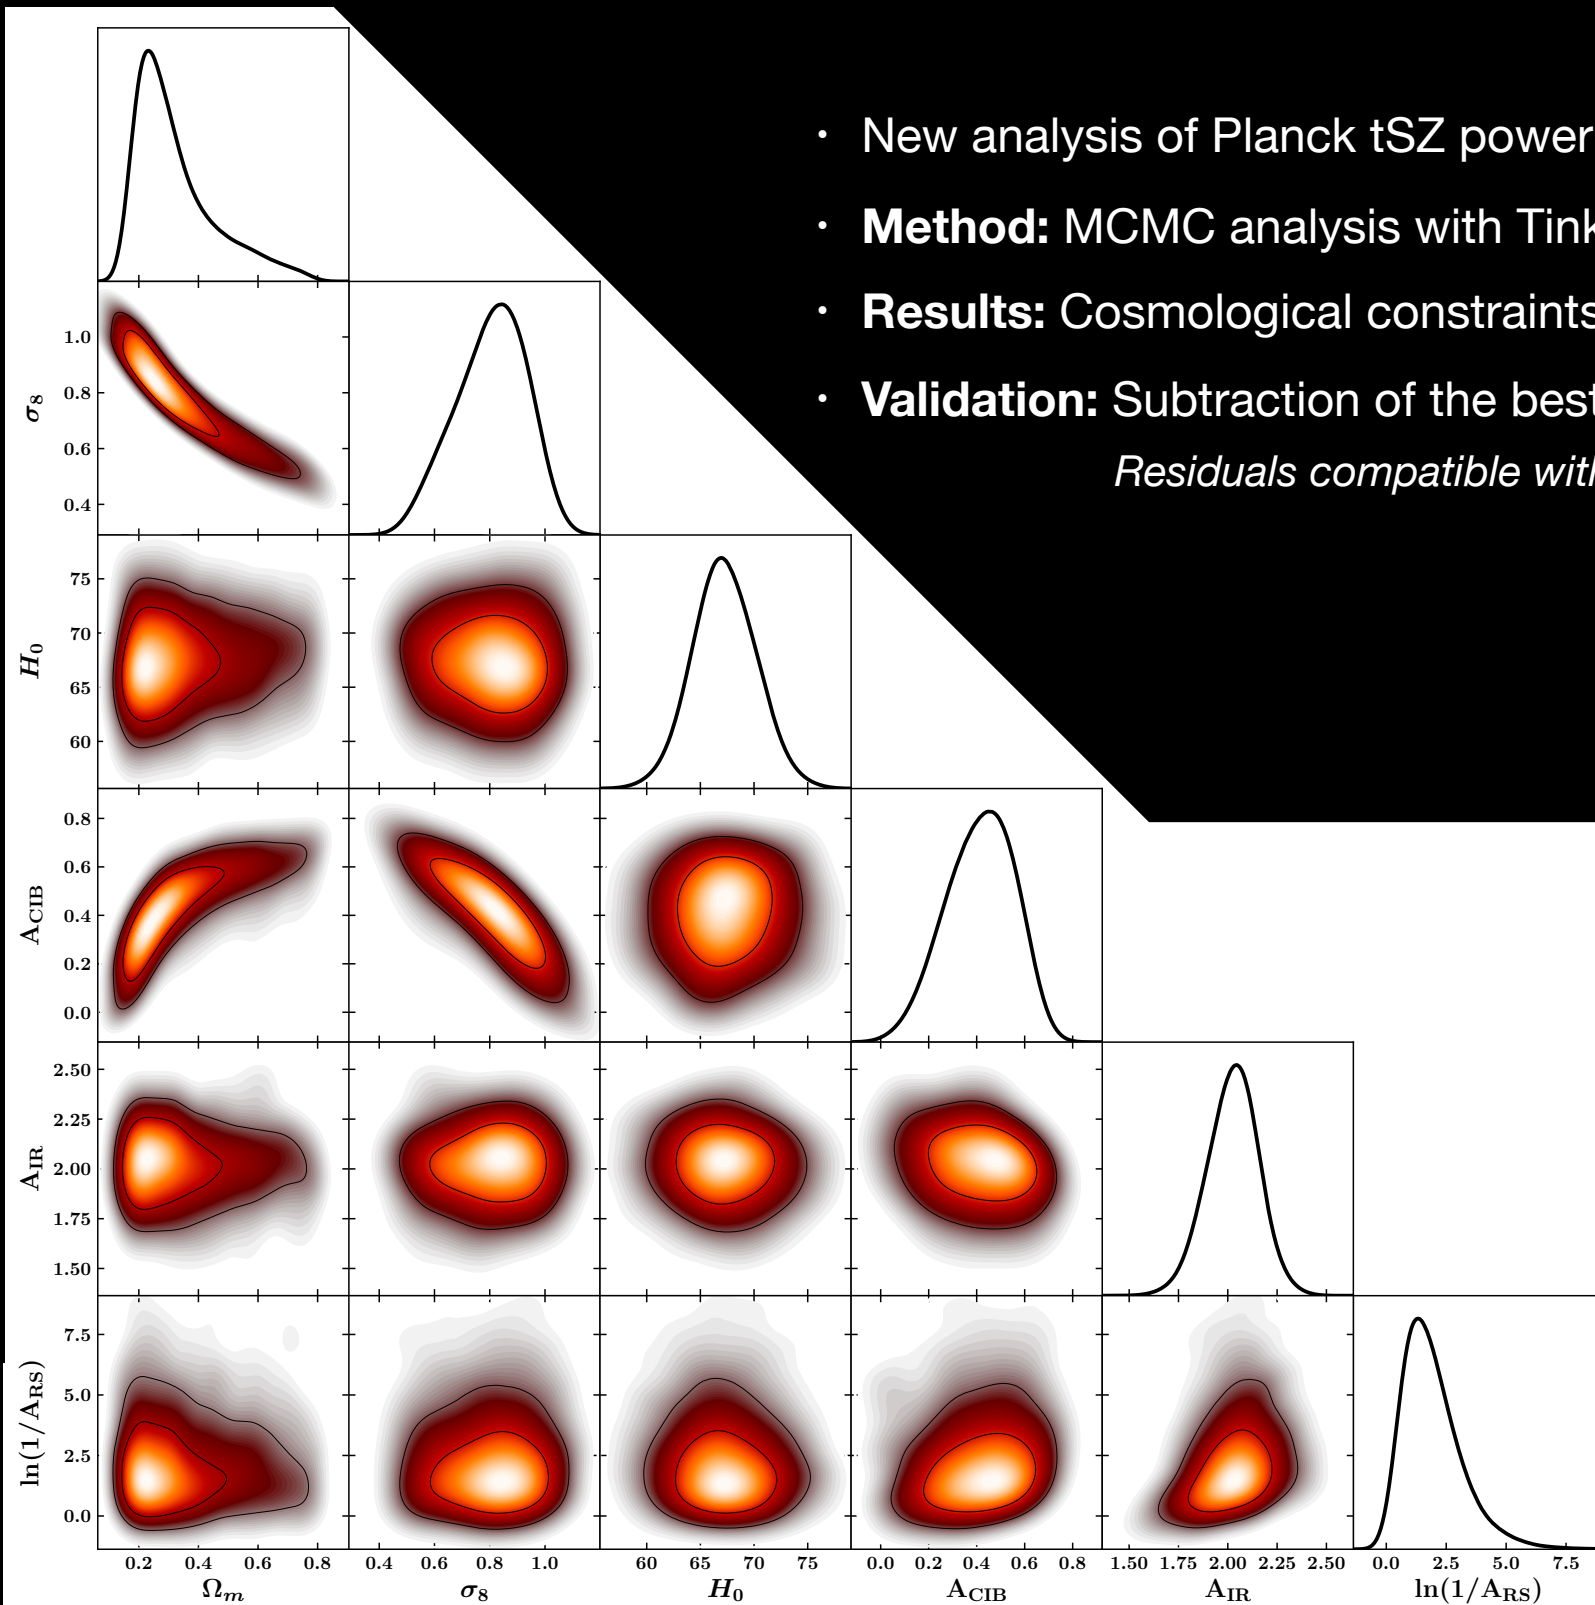 · New analysis of Planck tSZ power
· Method: MCMC analysis with Tink
· Results: Cosmological constraints
· Validation: Subtraction of the best
Residuals compatible with
σ8
1.0
0.8
0.6
0.4
H0
75
70
65
60
ACIB
0.8
0.6
0.4
0.2
0.0
AIR
2.50
2.25
2.00
1.75
1.50
ln(1/ARS)
7.5
5.0
2.5
0.0
0.2 0.4 0.6 0.8 0.4 0.6 0.8 1.0 60 65 70 75 0.0 0.2 0.4 0.6 0.8 1.50 1.75 2.00 2.25 2.50 0.0 2.5 5.0 7.5
Ωm σ8 H0 ACIB AIR ln(1/ARS)